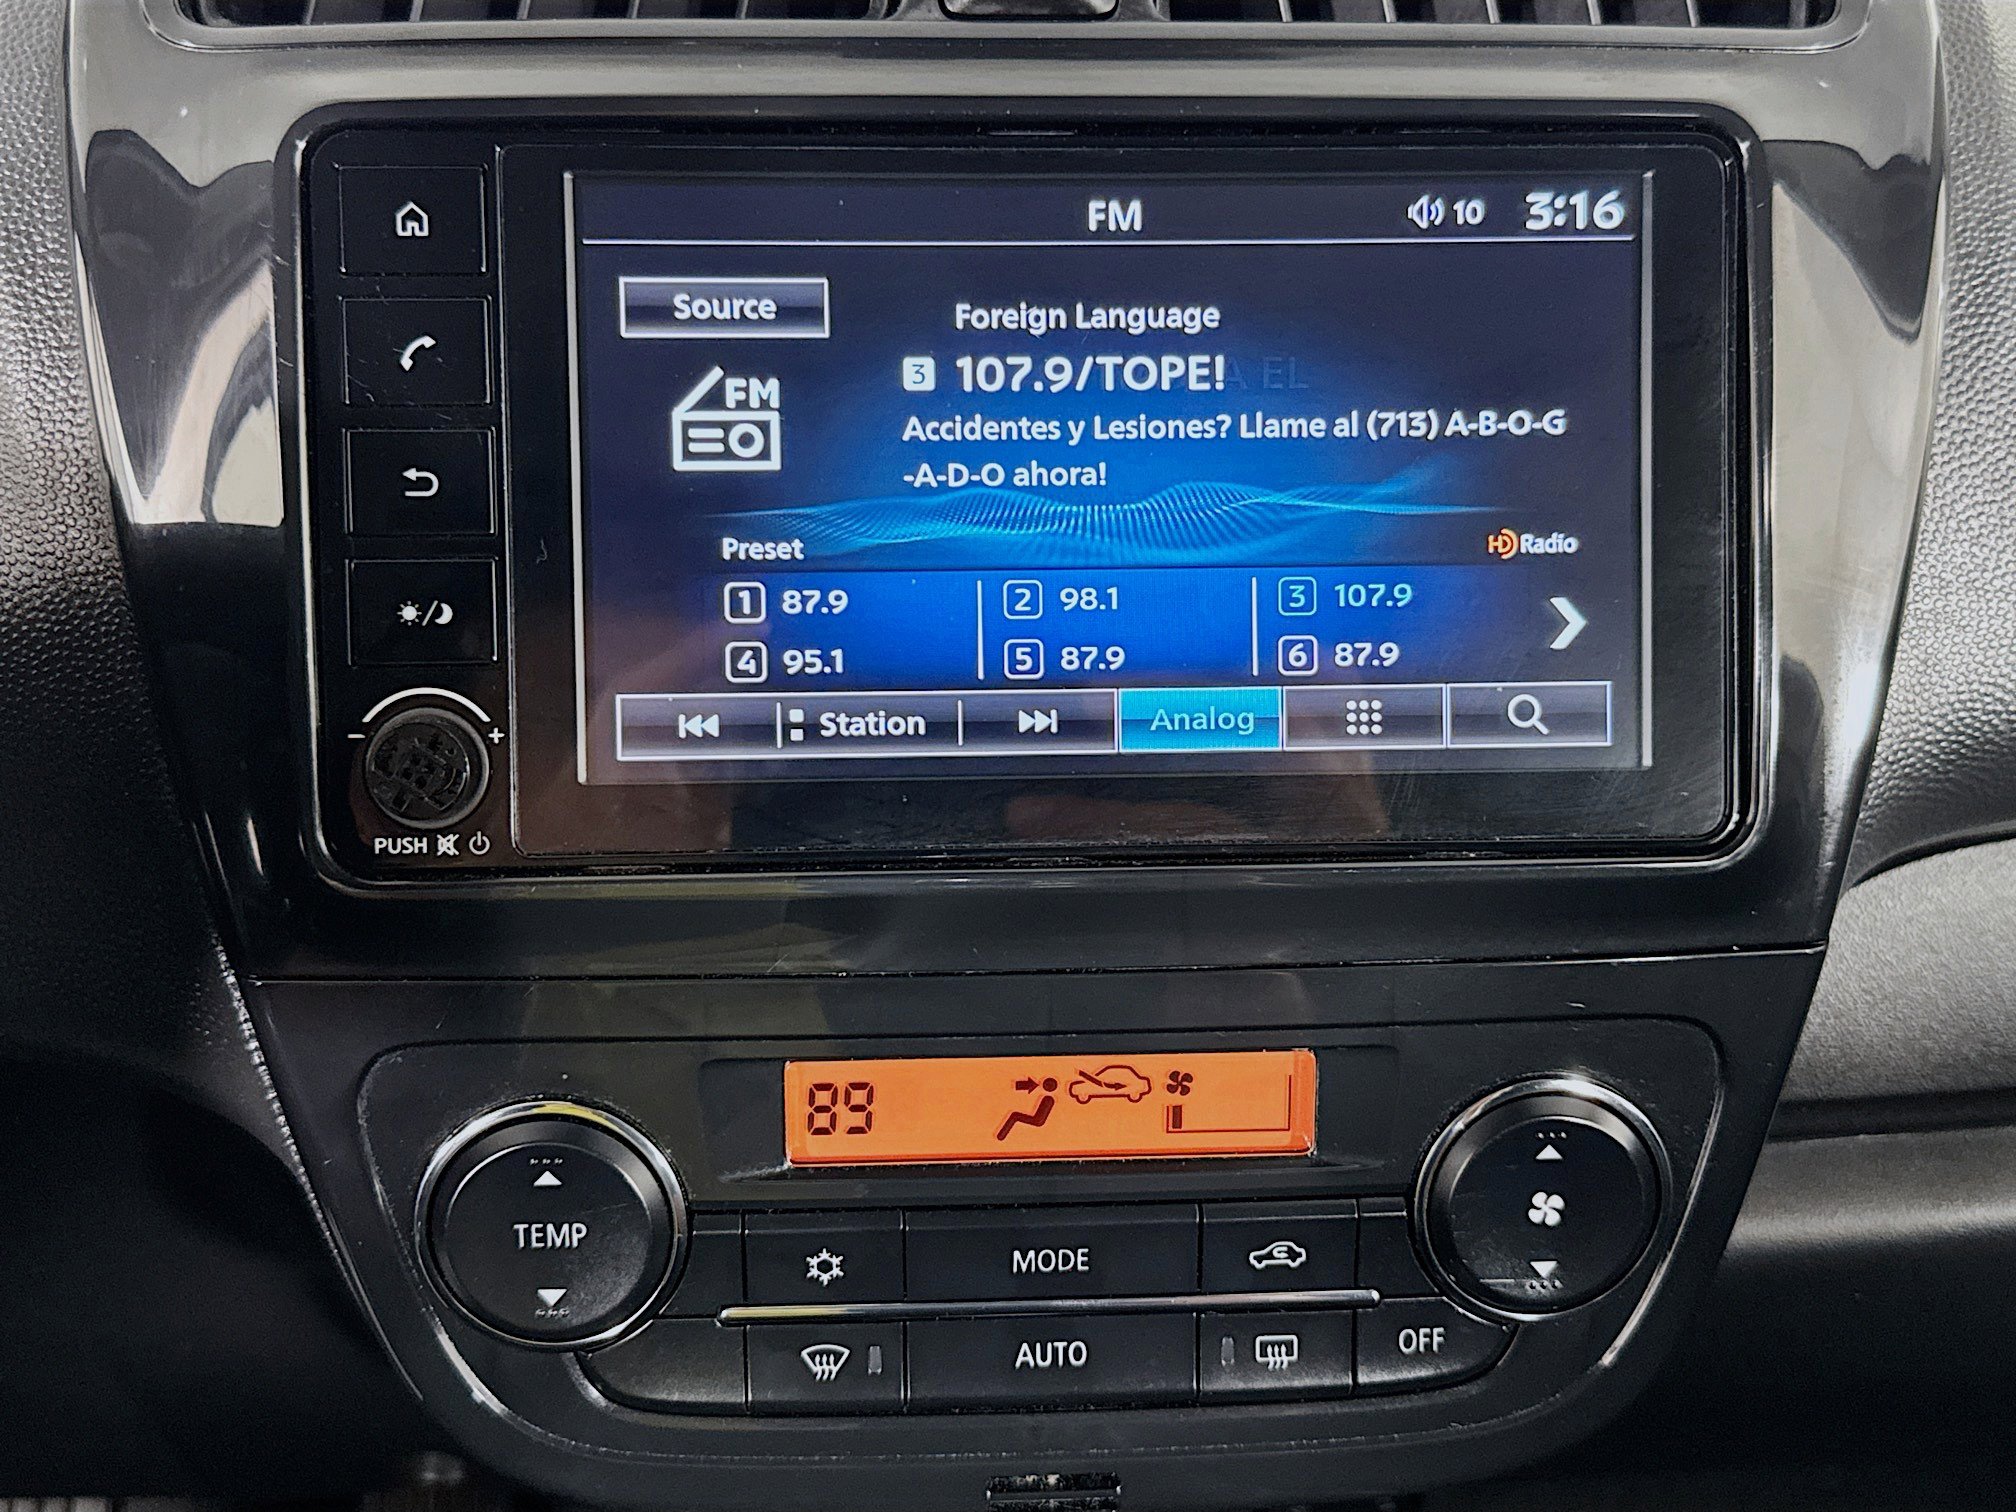 FM
10
3:16
Source
Foreign Language
FM
3 107.9/TOPE!
Accidentes y Lesiones? Llame al (713) A-B-O-G
-A-D-O ahora!
Preset
HD Radio
1 87.9
2 98.1
3 107.9
4 95.1
5 87.9
6 87.9
Station
Analog
- +
PUSH
89
TEMP
MODE
AUTO
OFF